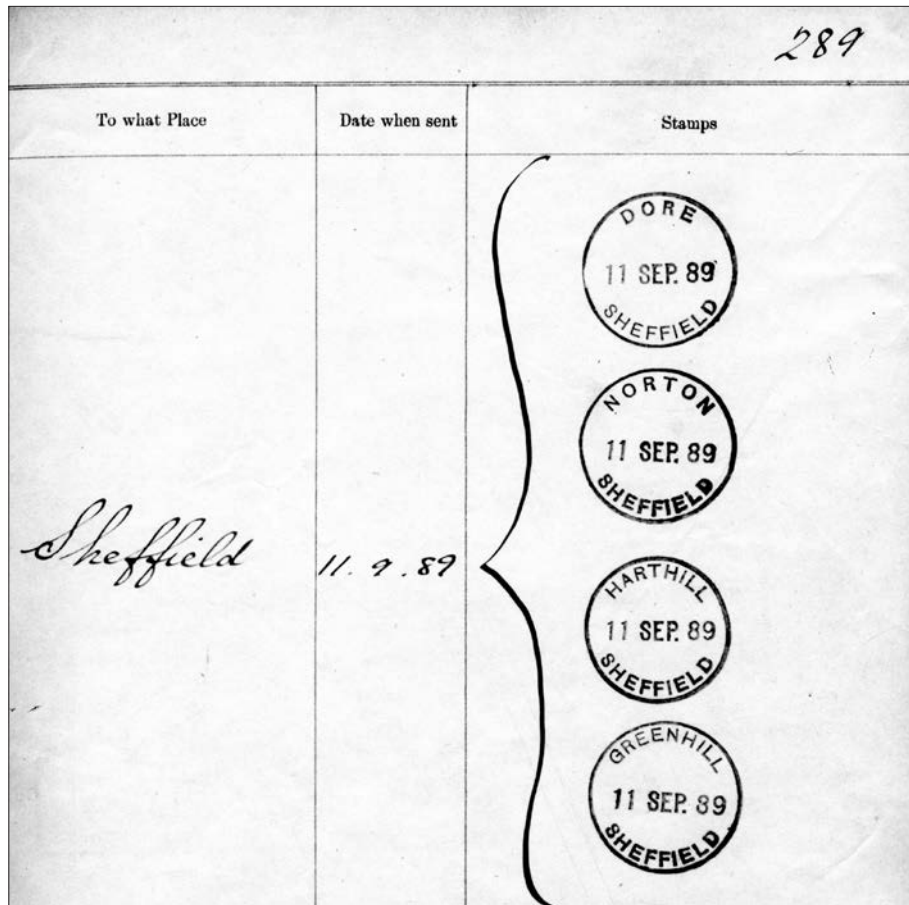 289
To what Place Date when sent Stamps
DORE
11 SEP. 89
SHEFFIELD
NORTON
11 SEP. 89
SHEFFIELD
Sheffield 11. 9. 89
HARTHILL
11 SEP. 89
SHEFFIELD
GREENHILL
11 SEP. 89
SHEFFIELD